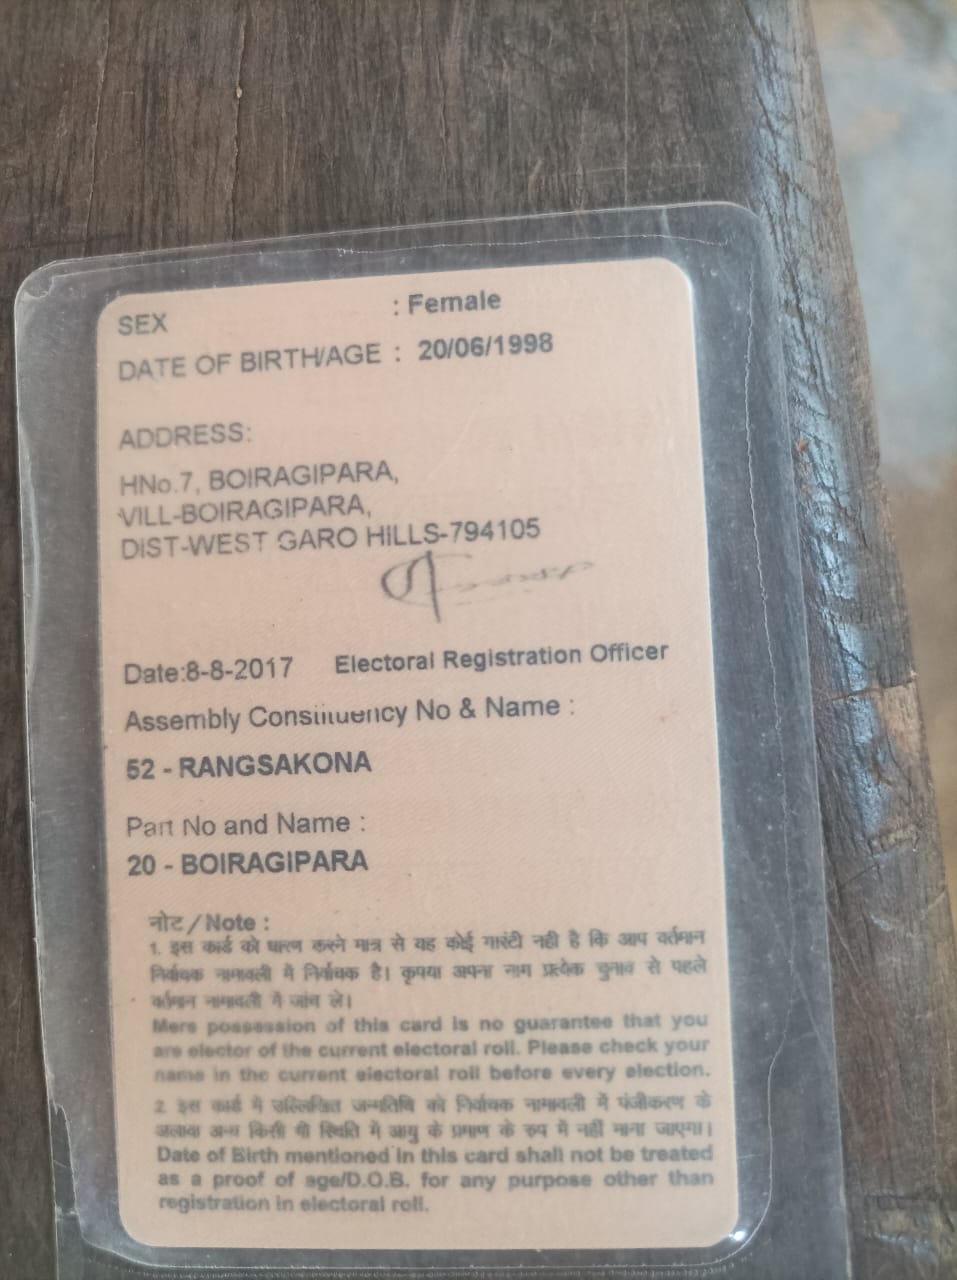 SEX : Female
DATE OF BIRTH/AGE : 20/06/1998
ADDRESS:
HNo.7, BOIRAGIPARA,
VILL-BOIRAGIPARA,
DIST-WEST GARO HILLS-794105
Date:8-8-2017 Electoral Registration Officer
Assembly Constituency No & Name :
52 - RANGSAKONA
Part No and Name :
20 - BOIRAGIPARA
नोट / Note :
1. इस कार्ड को धारण करने मात्र से यह कोई गारंटी नही है कि आप वर्तमान
निर्वाचक नामावली में निर्वाचक है। कृपया अपना नाम प्रत्येक चुनाव से पहले
वर्तमान नामावली में जांच ले।
Mere possession of this card is no guarantee that you
are elector of the current electoral roll. Please check your
name in the current electoral roll before every election.
2. इस कार्ड में उल्लिखित जन्मतिथि को निर्वाचक नामावली में पंजीकरण के
अलावा अन्य किसी भी स्थिति में आयु के प्रमाण के रुप में नहीं माना जाएगा।
Date of Birth mentioned in this card shall not be treated
as a proof of age/D.O.B. for any purpose other than
registration in electoral roll.